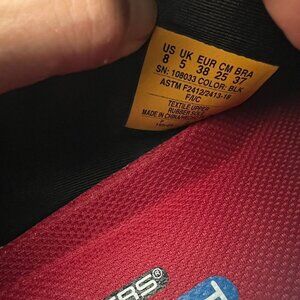 US UK EUR CM BRA
8 5 38 25 37
SN: 108033 COLOR: BLK
ASTM F2412/2413-18
F/I/C
TEXTILE UPPER
RUBBER SOLE
MADE IN CHINA
ERS®